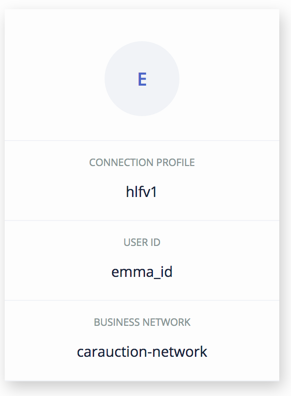 E
CONNECTION PROFILE
hlfv1
USER ID
emma_id
BUSINESS NETWORK
carauction-network